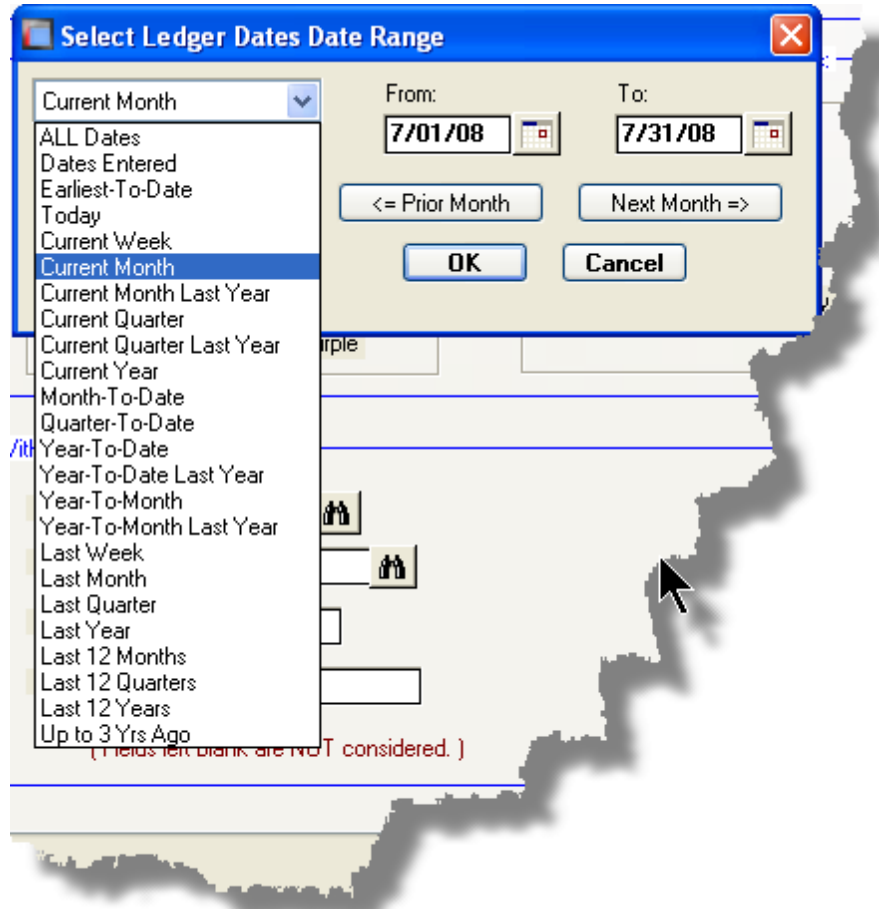 Select Ledger Dates Date Range
Current Month
From:
To:
7/01/08
7/31/08
<= Prior Month
Next Month =>
OK
Cancel
ALL Dates
Dates Entered
Earliest-To-Date
Today
Current Week
Current Month
Current Month Last Year
Current Quarter
Current Quarter Last Year
Current Year
Month-To-Date
Quarter-To-Date
Year-To-Date
Year-To-Date Last Year
Year-To-Month
Year-To-Month Last Year
Last Week
Last Month
Last Quarter
Last Year
Last 12 Months
Last 12 Quarters
Last 12 Years
Up to 3 Yrs Ago
( Fields left blank are NOT considered. )